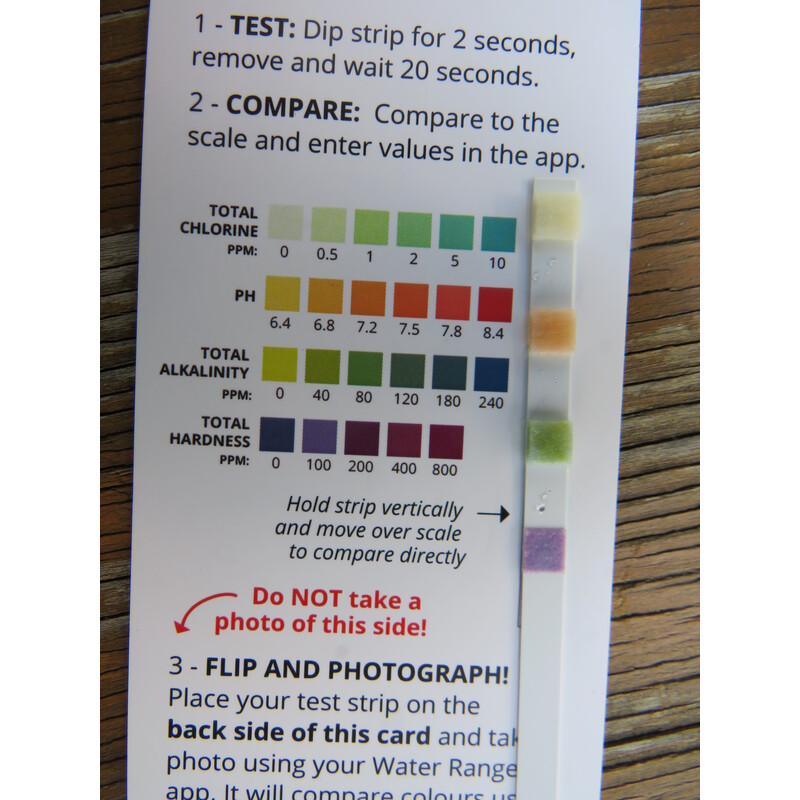 1 - TEST: Dip strip for 2 seconds,
remove and wait 20 seconds.
2 - COMPARE: Compare to the
scale and enter values in the app.
TOTAL
CHLORINE
PPM: 0 0.5 1 2 5 10
PH
6.4 6.8 7.2 7.5 7.8 8.4
TOTAL
ALKALINITY
PPM: 0 40 80 120 180 240
TOTAL
HARDNESS
PPM: 0 100 200 400 800
Hold strip vertically
and move over scale
to compare directly
Do NOT take a
photo of this side!
3 - FLIP AND PHOTOGRAPH!
Place your test strip on the
back side of this card and tak
photo using your Water Range
app. It will compare colours us